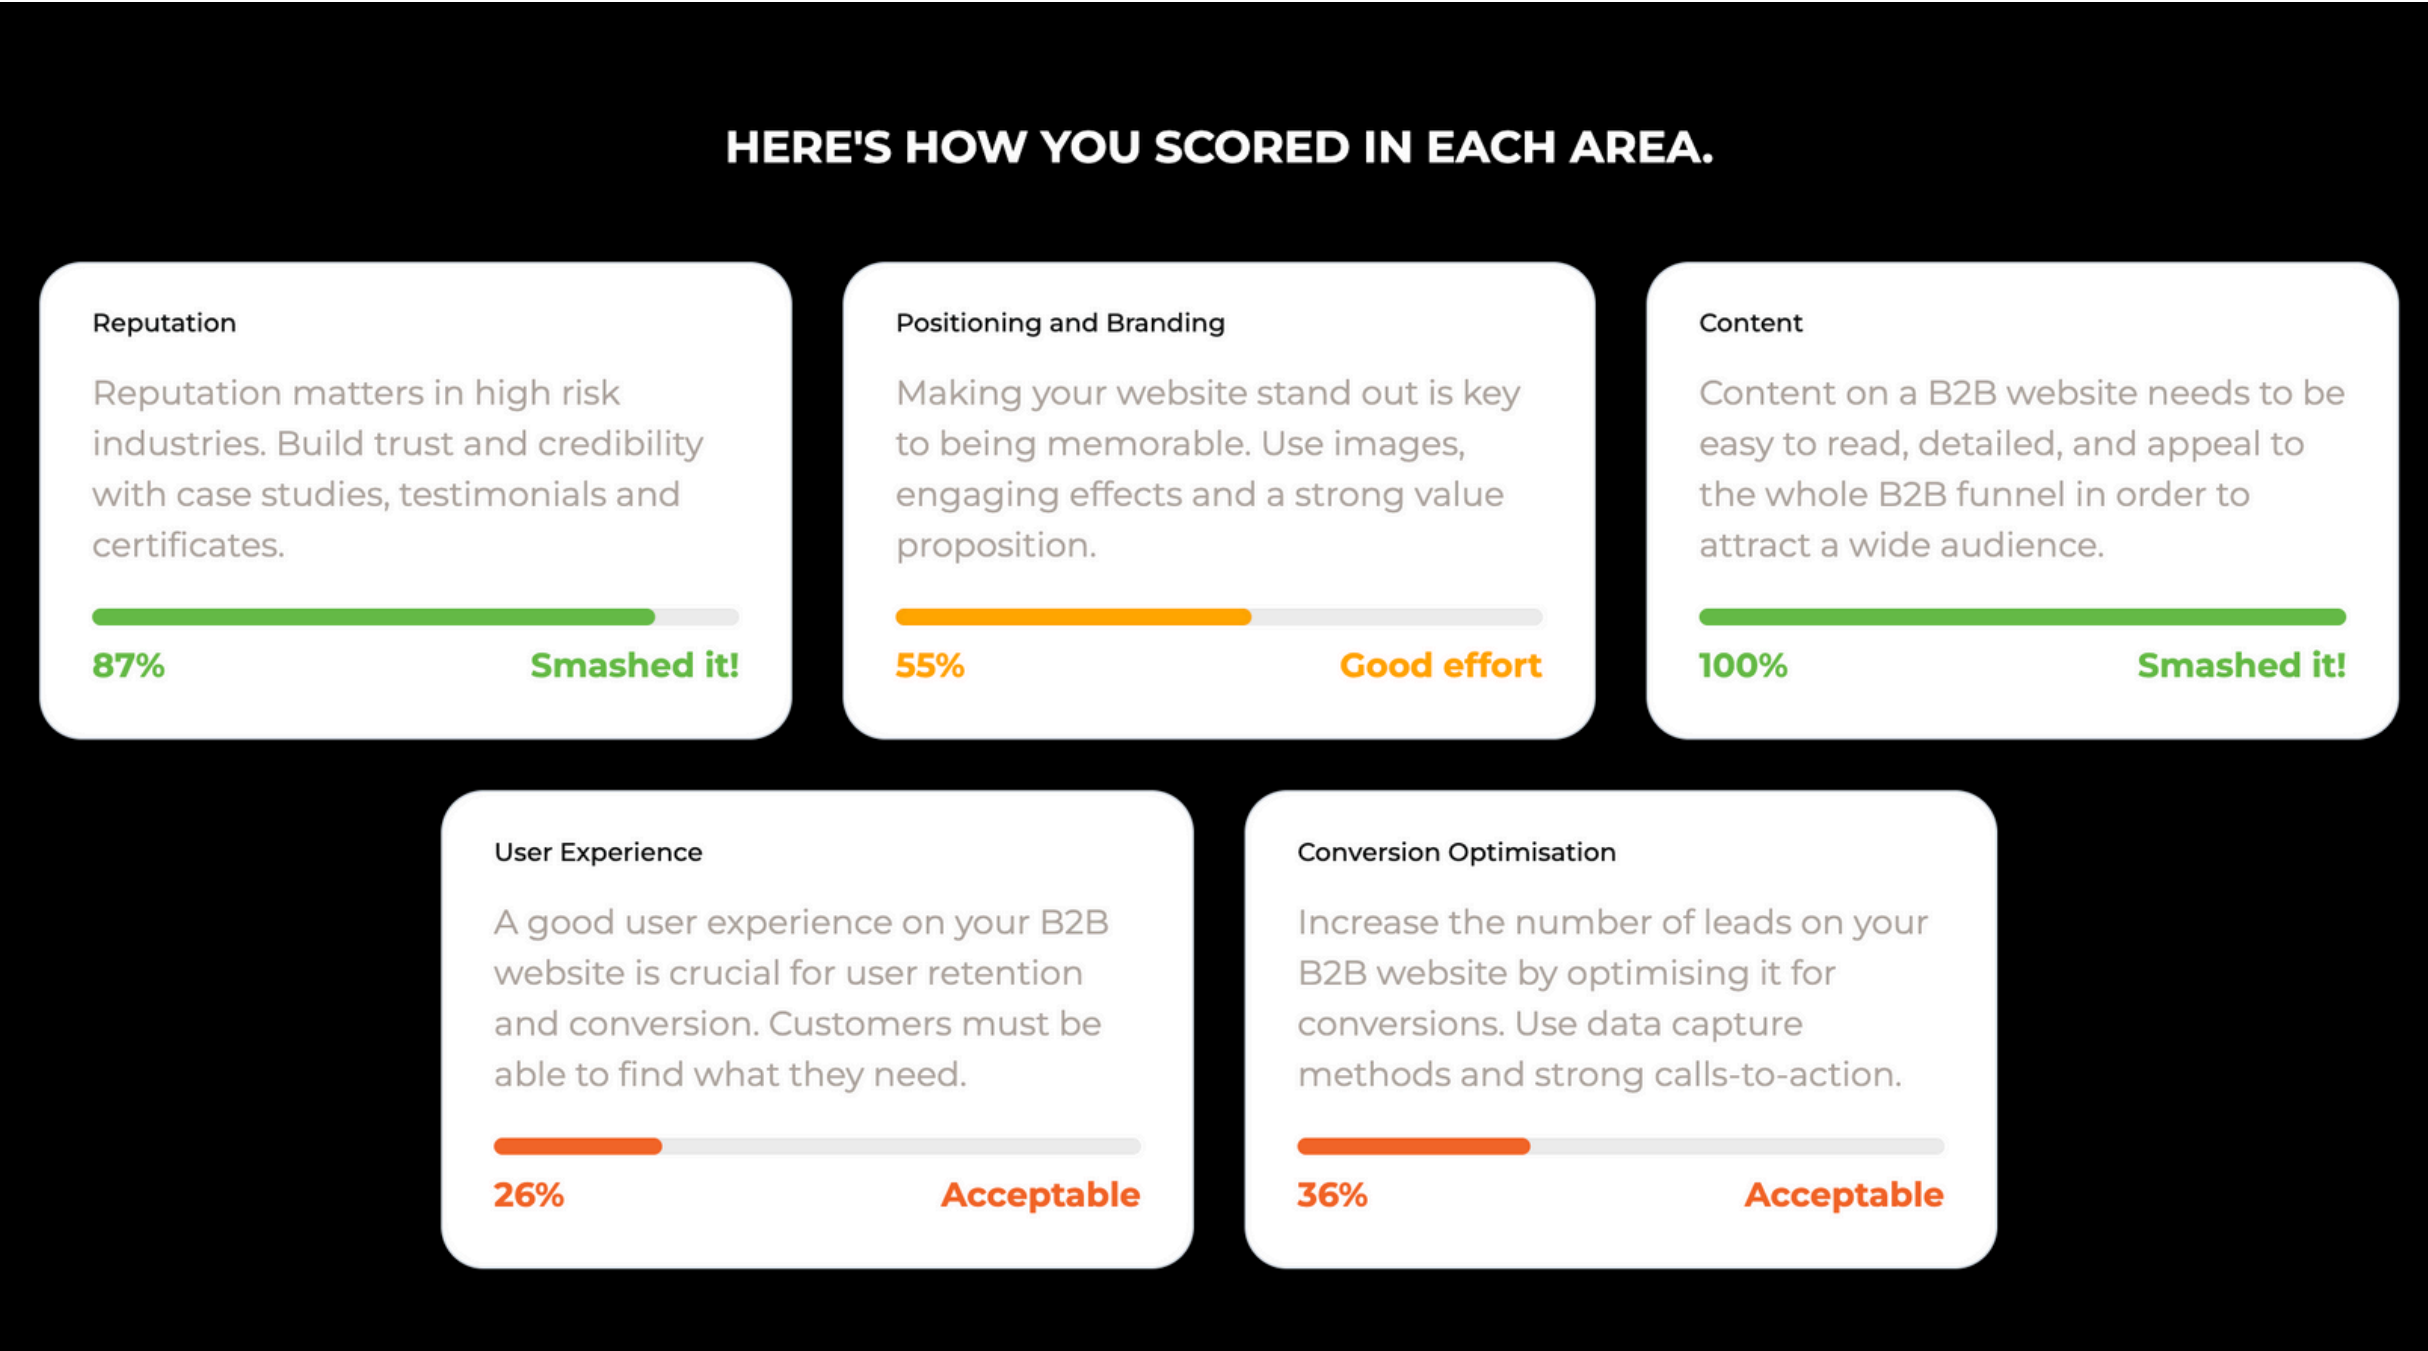 HERE'S HOW YOU SCORED IN EACH AREA.
Reputation
Reputation matters in high risk
industries. Build trust and credibility
with case studies, testimonials and
certificates.
87% Smashed it!
Positioning and Branding
Making your website stand out is key
to being memorable. Use images,
engaging effects and a strong value
proposition.
55% Good effort
Content
Content on a B2B website needs to be
easy to read, detailed, and appeal to
the whole B2B funnel in order to
attract a wide audience.
100% Smashed it!
User Experience
A good user experience on your B2B
website is crucial for user retention
and conversion. Customers must be
able to find what they need.
26% Acceptable
Conversion Optimisation
Increase the number of leads on your
B2B website by optimising it for
conversions. Use data capture
methods and strong calls-to-action.
36% Acceptable